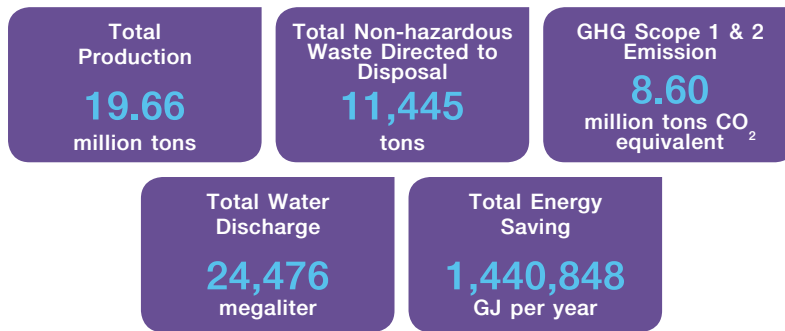 Total
Production
19.66
million tons
Total Non-hazardous
Waste Directed to
Disposal
11,445
tons
GHG Scope 1 & 2
Emission
8.60
million tons CO₂
equivalent
Total Water
Discharge
24,476
megaliter
Total Energy
Saving
1,440,848
GJ per year